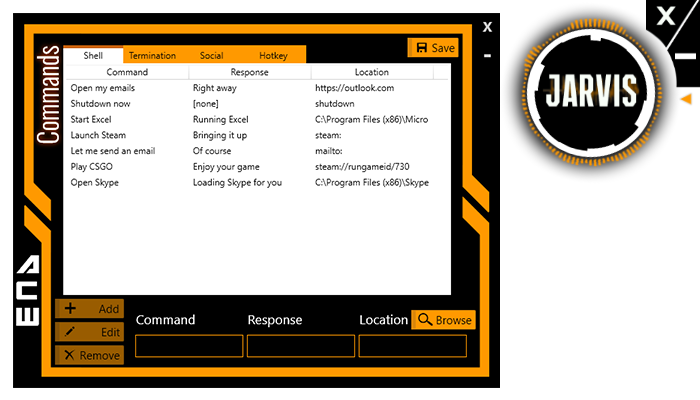 X
Commands
Save
Shell Termination Social Hotkey
Command Response Location
Open my emails Right away https://outlook.com
Shutdown now [none] shutdown
Start Excel Running Excel C:\Program Files (x86)\Micro
Launch Steam Bringing it up steam:
Let me send an email Of course mailto:
Play CSGO Enjoy your game steam://rungameid/730
Open Skype Loading Skype for you C:\Program Files (x86)\Skype
Add
Edit
Remove
Command Response Location Browse
X
JARVIS